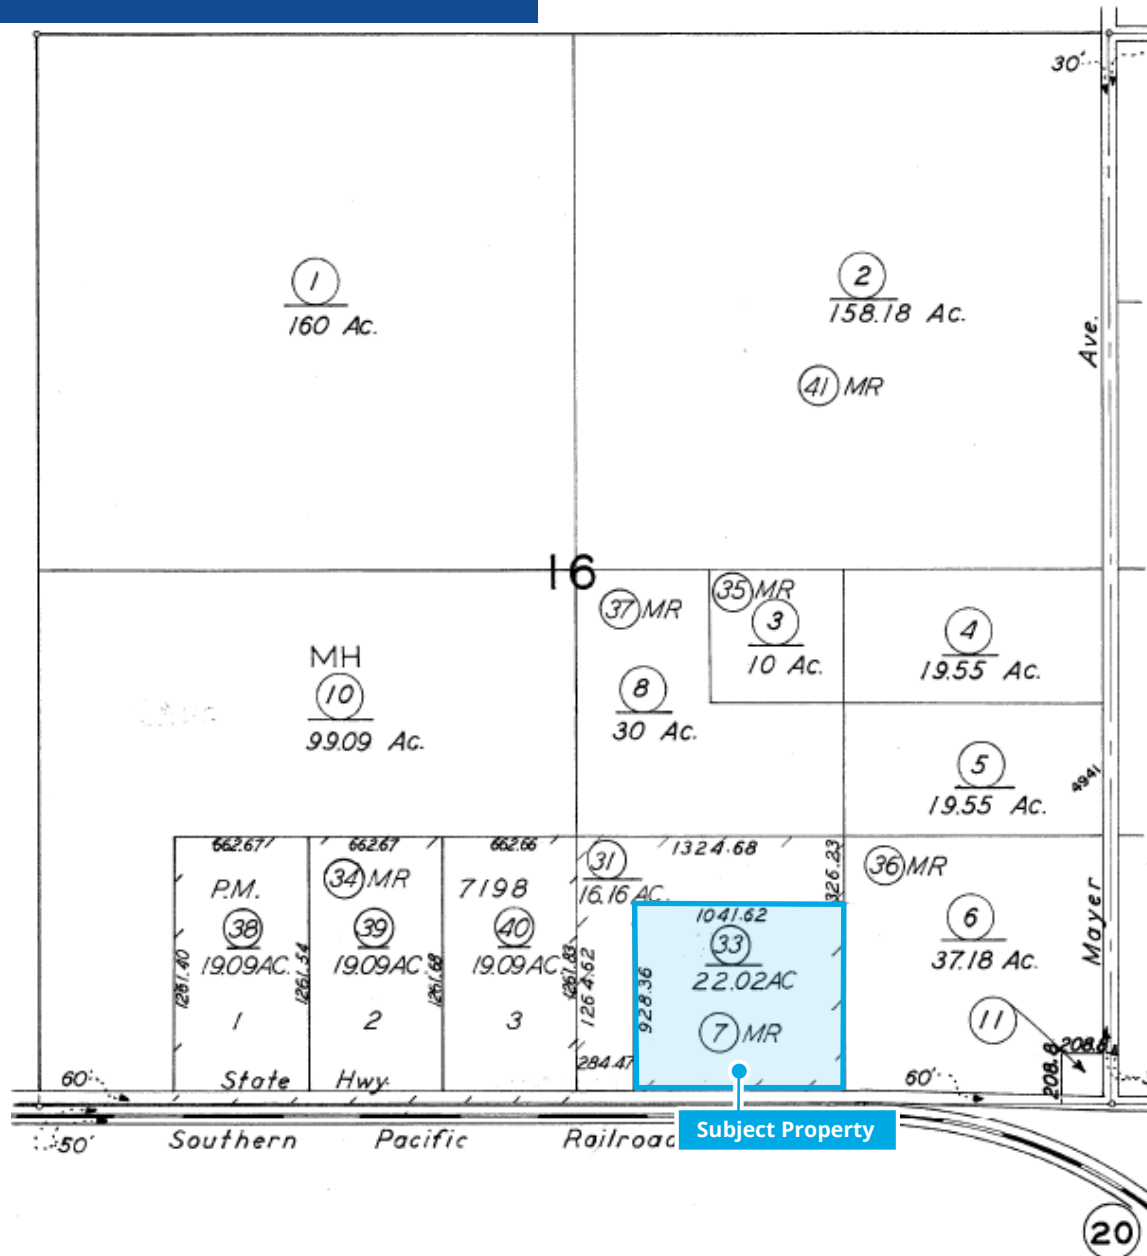 30'
1
160 Ac.
2
158.18 Ac.
41 MR
Ave.
16
37 MR
35 MR
3
10 Ac.
4
19.55 Ac.
MH
10
99.09 Ac.
8
30 Ac.
5
19.55 Ac.
4941
662.67
662.67
662.66
1324.68
326.23
P.M.
34 MR
7198
31
16.16 AC.
36 MR
38
19.09AC.
39
19.09AC.
40
19.09AC.
1041.62
33
22.02AC
6
37.18 Ac.
Mayer
1261.40
1261.54
1261.68
1261.83
1264.62
928.36
1
2
3
7 MR
11
208.8
208.8
284.47
60'
State Hwy.
60'
50'
Southern Pacific Railroad
Subject Property
20